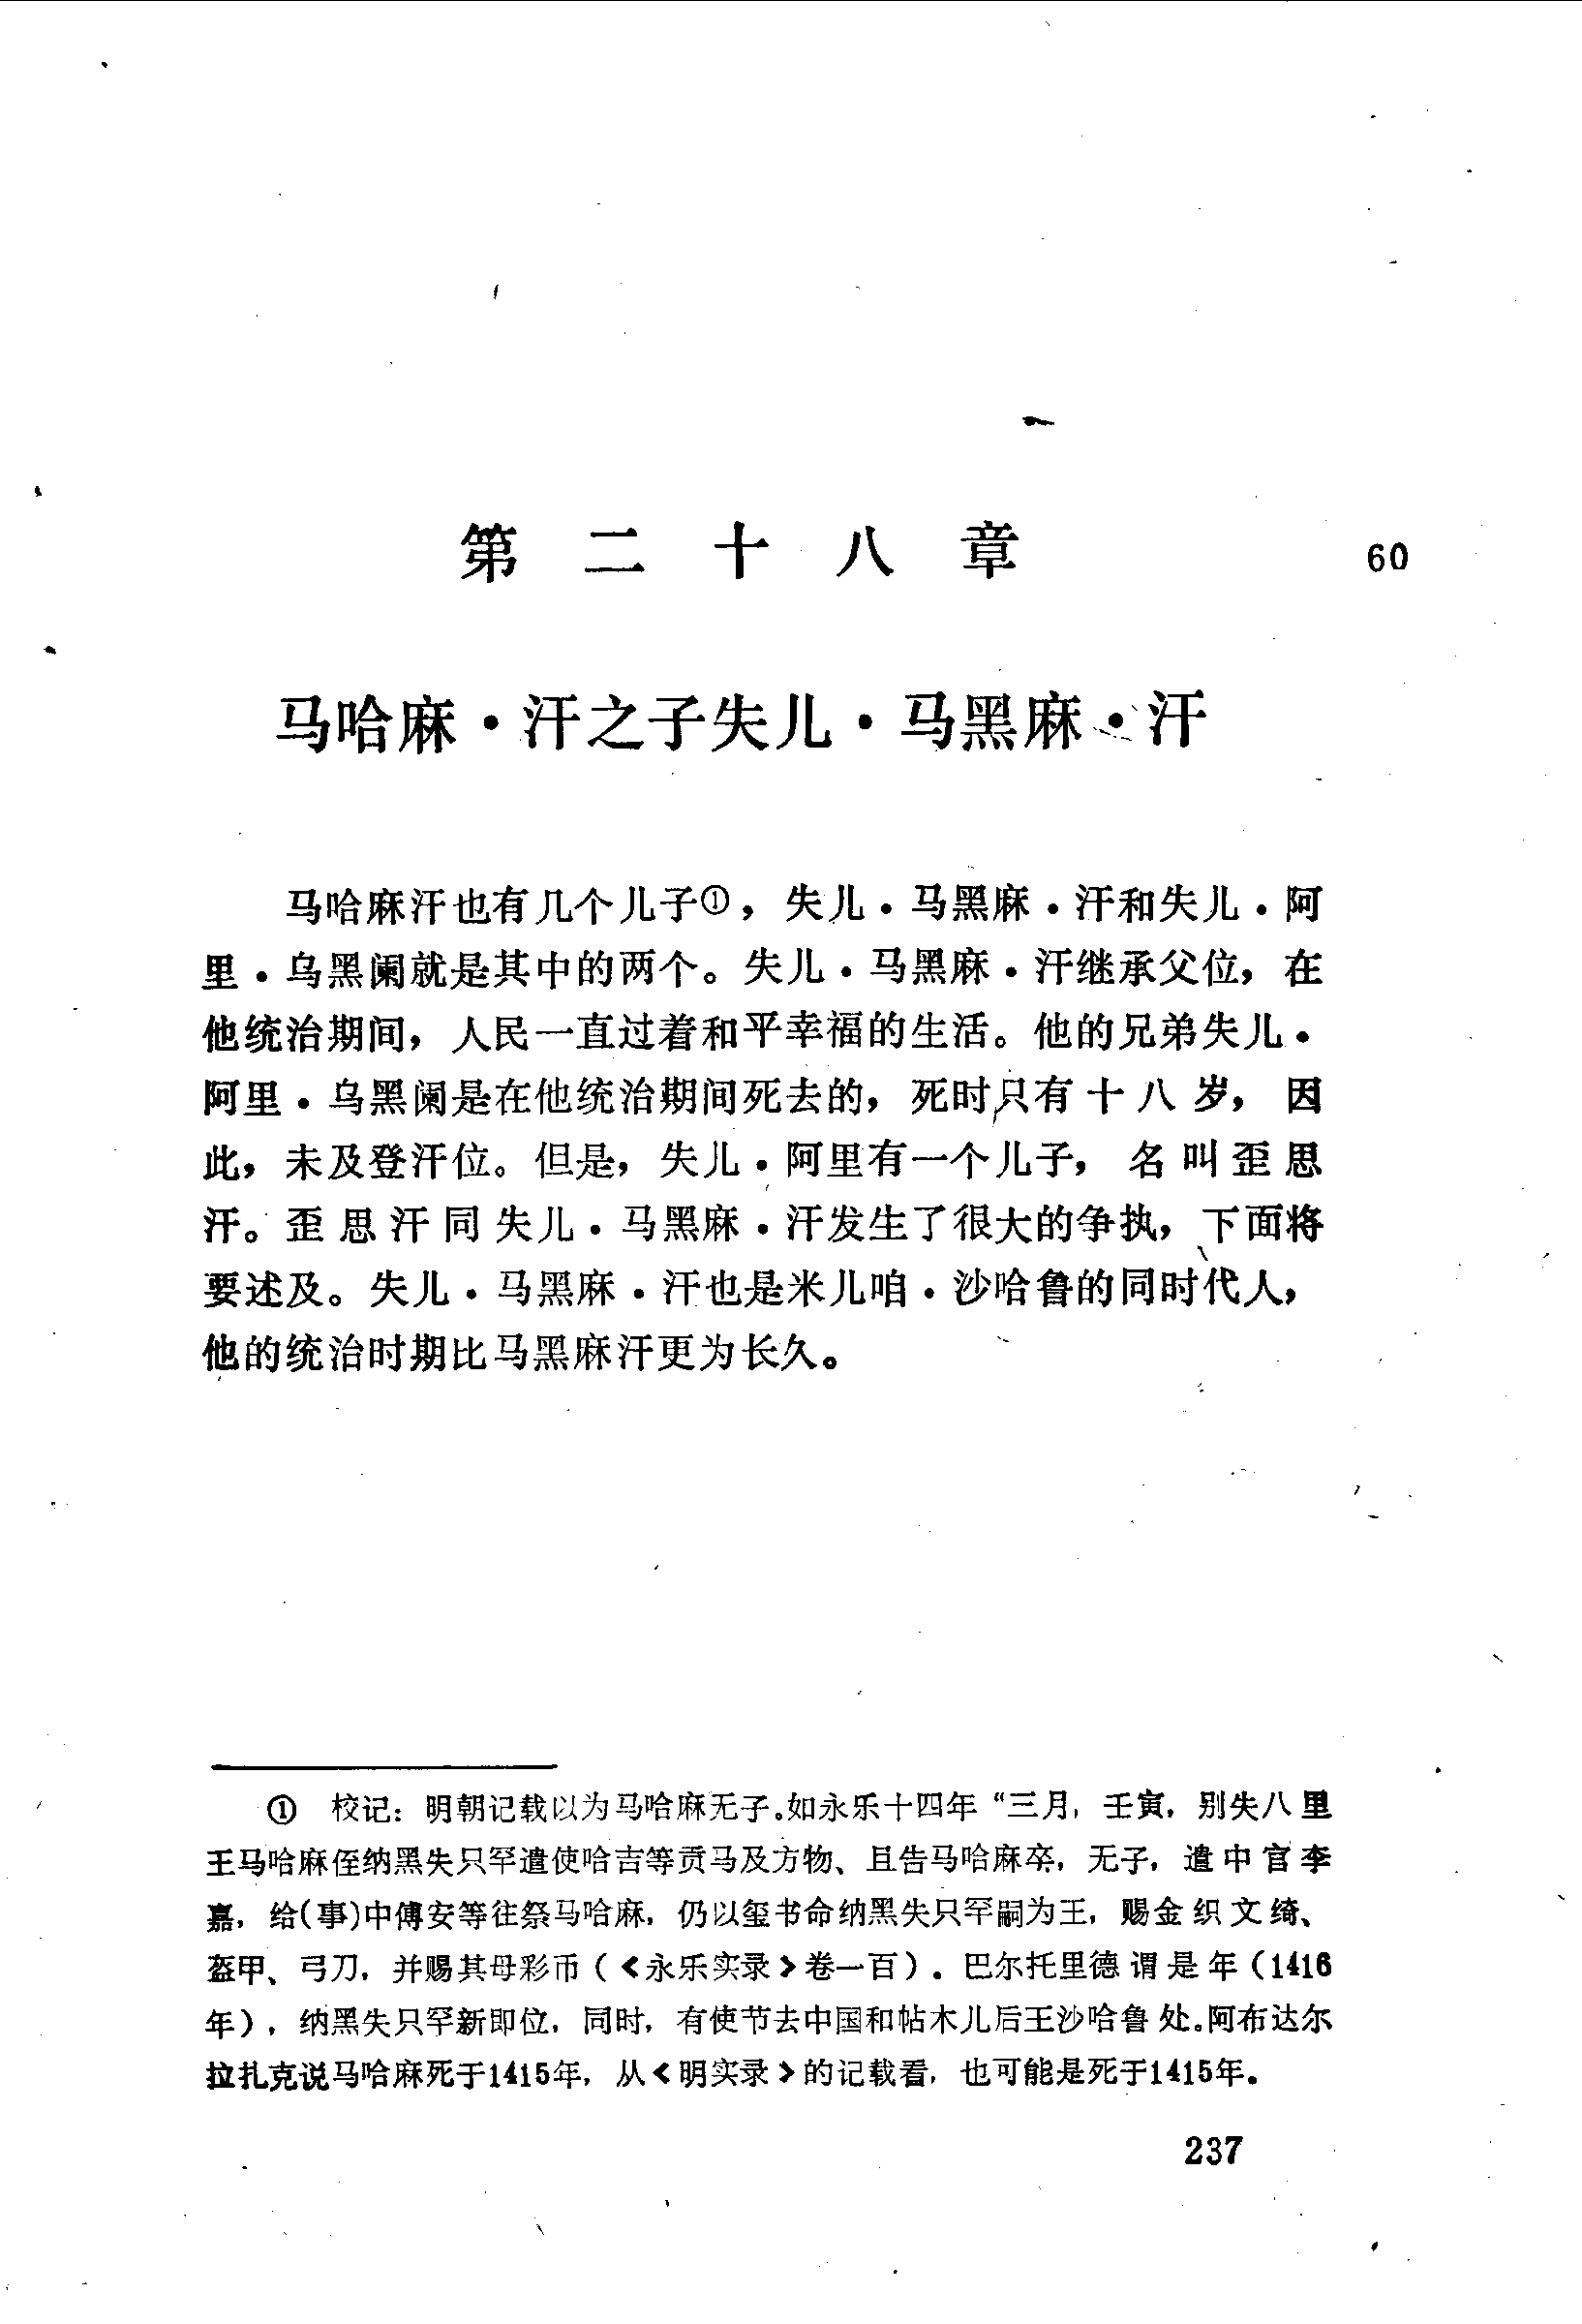 第二十八章
60
马哈麻·汗之子失儿·马黑麻·汗
马哈麻汗也有几个儿子①，失儿·马黑麻·汗和失儿·阿
里·乌黑阑就是其中的两个。失儿·马黑麻·汗继承父位，在
他统治期间，人民一直过着和平幸福的生活。他的兄弟失儿·
阿里·乌黑阑是在他统治期间死去的，死时只有十八岁，因
此，未及登汗位。但是，失儿·阿里有一个儿子，名叫歪思
汗。歪思汗同失儿·马黑麻·汗发生了很大的争执，下面将
要述及。失儿·马黑麻·汗也是米儿咱·沙哈鲁的同时代人，
他的统治时期比马黑麻汗更为长久。
① 校记：明朝记载以为马哈麻无子。如永乐十四年“三月，壬寅，别失八里
王马哈麻侄纳黑失只罕遣使哈吉等贡马及方物、且告马哈麻卒，无子，遣中官李
嘉，给(事)中傅安等往祭马哈麻，仍以玺书命纳黑失只罕嗣为王，赐金织文绮、
盔甲、弓刀，并赐其母彩币（《永乐实录》卷一百）。巴尔托里德谓是年（1416
年），纳黑失只罕新即位，同时，有使节去中国和帖木儿后王沙哈鲁处。阿布达尔
拉扎克说马哈麻死于1415年，从《明实录》的记载看，也可能是死于1415年。
237